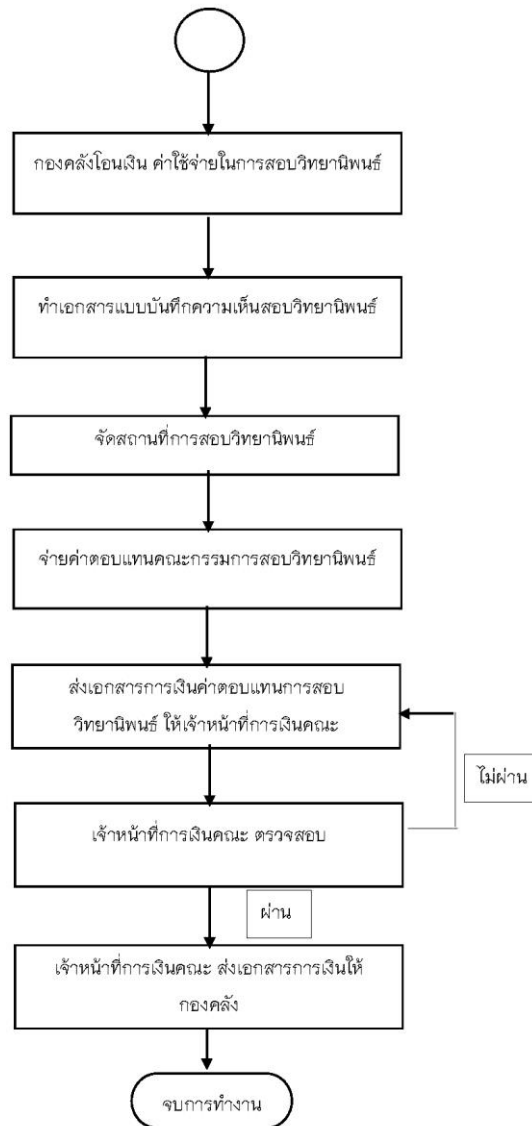 กองคลังโอนเงิน ค่าใช้จ่ายในการสอบวิทยานิพนธ์
ทำเอกสารแบบบันทึกความเห็นสอบวิทยานิพนธ์
จัดสถานที่การสอบวิทยานิพนธ์
จ่ายค่าตอบแทนคณะกรรมการสอบวิทยานิพนธ์
ส่งเอกสารการเงินค่าตอบแทนการสอบ
วิทยานิพนธ์ ให้เจ้าหน้าที่การเงินคณะ
ไม่ผ่าน
เจ้าหน้าที่การเงินคณะ ตรวจสอบ
ผ่าน
เจ้าหน้าที่การเงินคณะ ส่งเอกสารการเงินให้
กองคลัง
จบการทำงาน